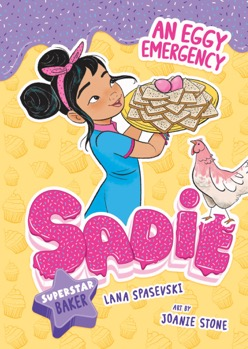 AN EGGY
EMERGENCY
SADIE
SUPERSTAR
BAKER
LANA SPASEVSKI
ART BY
JOANIE STONE